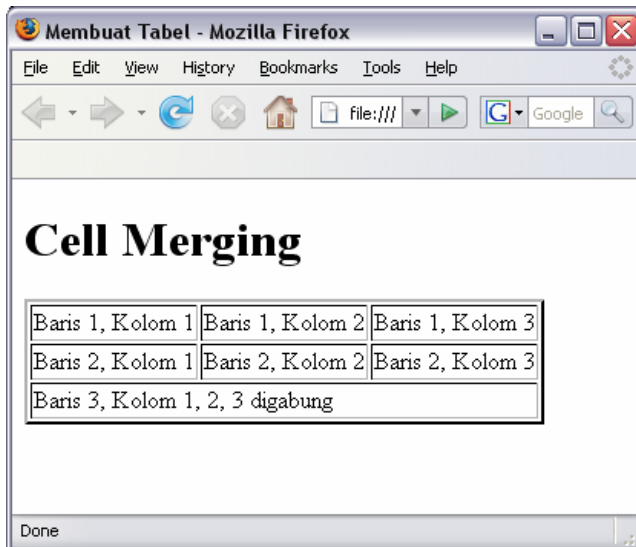 Membuat Tabel - Mozilla Firefox
File Edit View History Bookmarks Tools Help
file:/// G Google
Cell Merging
Baris 1, Kolom 1 Baris 1, Kolom 2 Baris 1, Kolom 3
Baris 2, Kolom 1 Baris 2, Kolom 2 Baris 2, Kolom 3
Baris 3, Kolom 1, 2, 3 digabung
Done